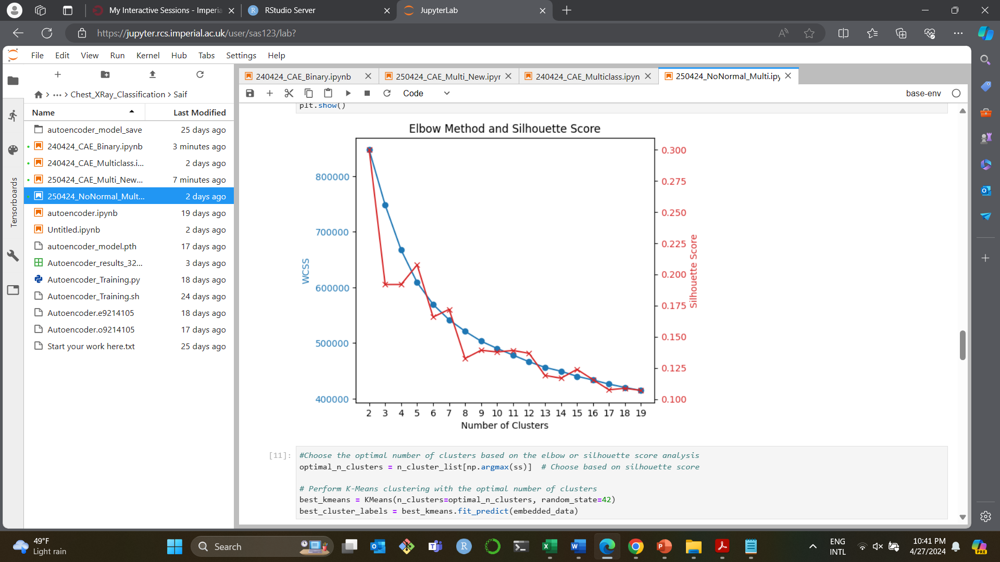 My Interactive Sessions - Imperia
RStudio Server
JupyterLab
https://jupyter.rcs.imperial.ac.uk/user/sas123/lab?
File Edit View Run Kernel Hub Tabs Settings Help
240424_CAE_Binary.ipynb
250424_CAE_Multi_New.ipyr
240424_CAE_Multiclass.ipyn
250424_NoNormal_Multi.ipy
Code
base-env
… > Chest_XRay_Classification > Saif
Name Last Modified
autoencoder_model_save 25 days ago
240424_CAE_Binary.ipynb 3 minutes ago
240424_CAE_Multiclass.i... 2 days ago
250424_CAE_Multi_New... 7 minutes ago
250424_NoNormal_Mult... 2 days ago
autoencoder.ipynb 19 days ago
Untitled.ipynb 2 days ago
autoencoder_model.pth 17 days ago
Autoencoder_results_32... 3 days ago
Autoencoder_Training.py 18 days ago
Autoencoder_Training.sh 24 days ago
Autoencoder.e9214105 18 days ago
Autoencoder.o9214105 17 days ago
Start your work here.txt 25 days ago
Tensorboards
plt.show()
Elbow Method and Silhouette Score
800000
700000
600000
500000
400000
WCSS
0.300
0.275
0.250
0.225
0.200
0.175
0.150
0.125
0.100
Silhouette Score
2 3 4 5 6 7 8 9 10 11 12 13 14 15 16 17 18 19
Number of Clusters
[11]:
#Choose the optimal number of clusters based on the elbow or silhouette score analysis
optimal_n_clusters = n_cluster_list[np.argmax(ss)]  # Choose based on silhouette score
# Perform K-Means clustering with the optimal number of clusters
best_kmeans = KMeans(n_clusters=optimal_n_clusters, random_state=42)
best_cluster_labels = best_kmeans.fit_predict(embedded_data)
49°F
Light rain
Search
ENG
INTL
10:41 PM
4/27/2024
PRE